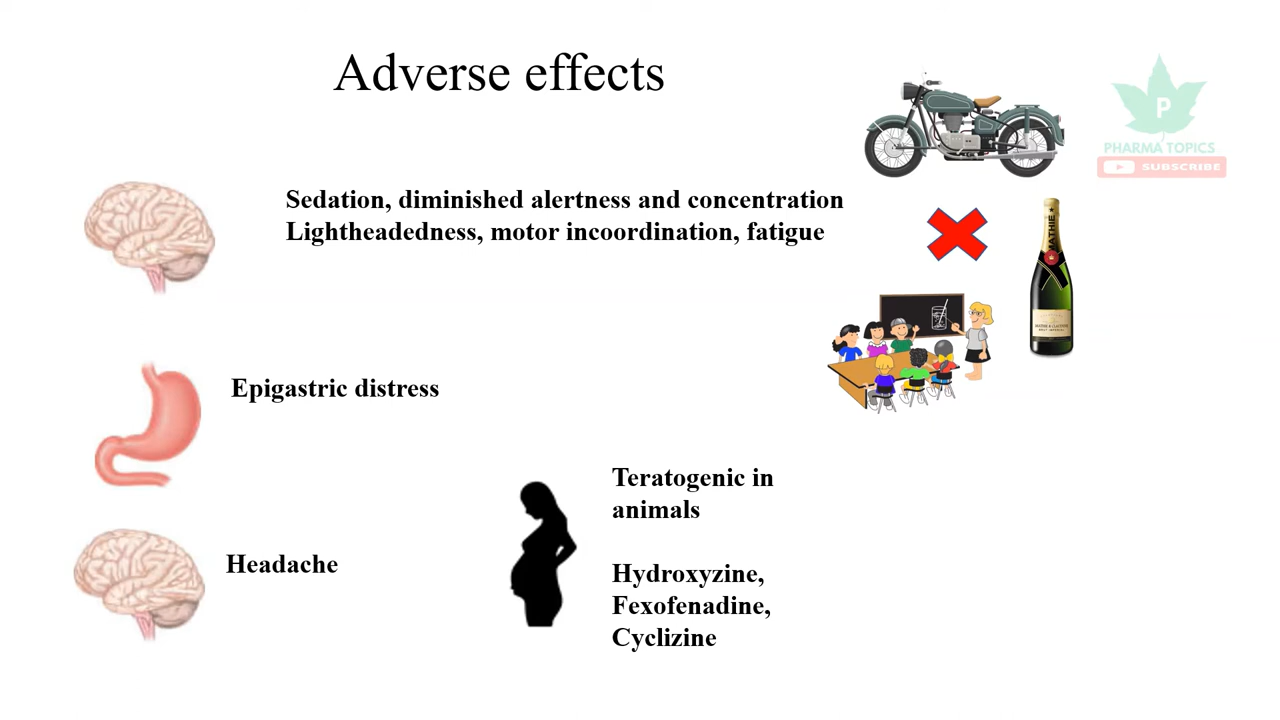 Adverse effects
P
PHARMA TOPICS
SUBSCRIBE
Sedation, diminished alertness and concentration
Lightheadedness, motor incoordination, fatigue
MATHIE
Epigastric distress
Teratogenic in
animals
Headache
Hydroxyzine,
Fexofenadine,
Cyclizine